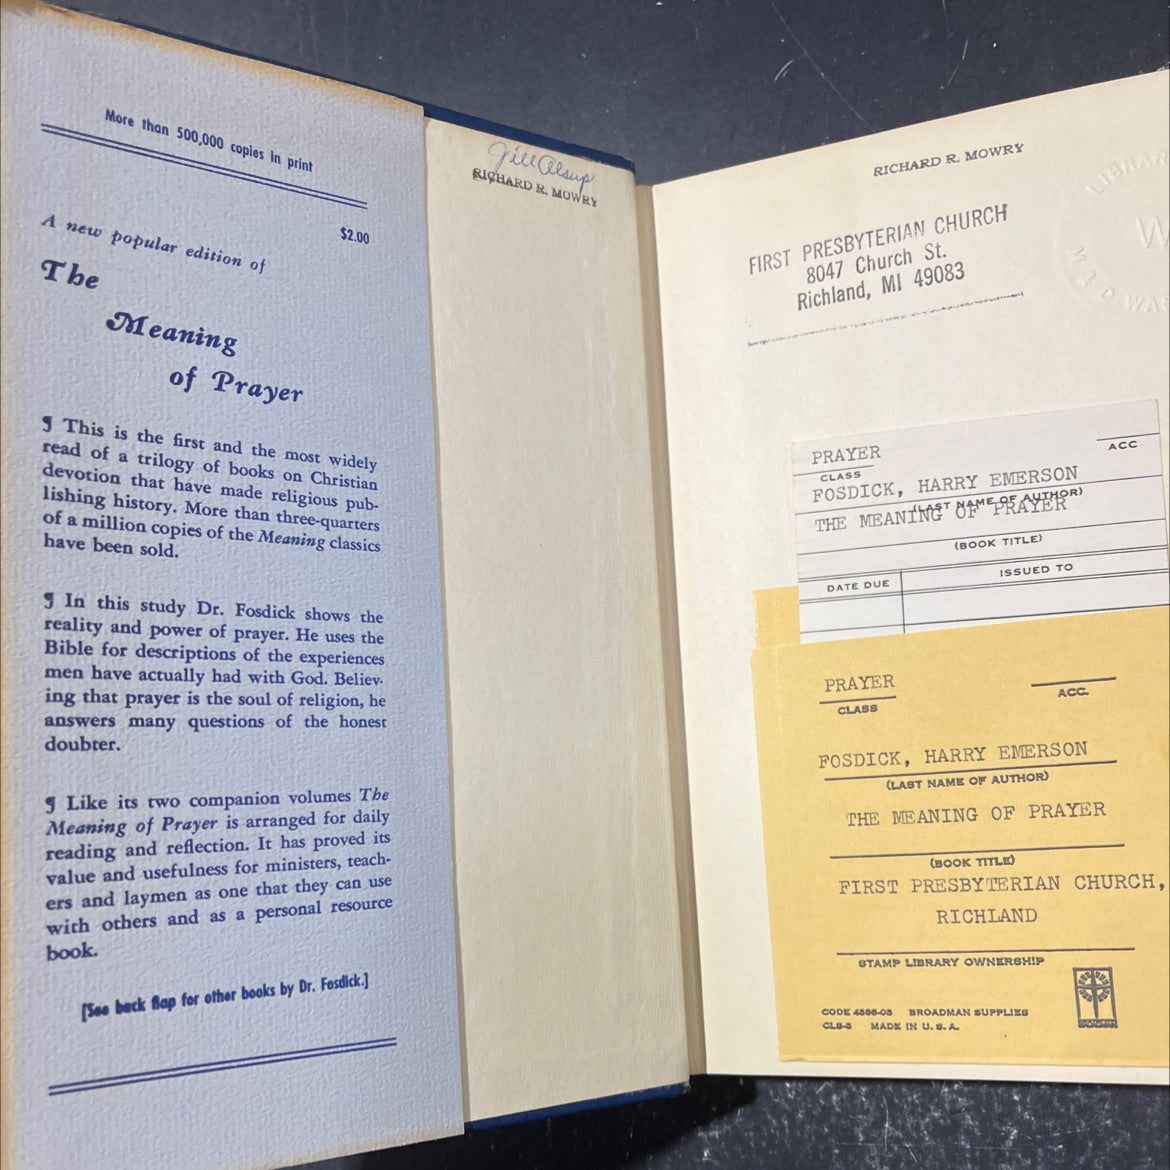 More than 500,000 copies in print
$2.00
A new popular edition of
The
Meaning
of Prayer
¶ This is the first and the most widely
read of a trilogy of books on Christian
devotion that have made religious pub-
lishing history. More than three-quarters
of a million copies of the Meaning classics
have been sold.
¶ In this study Dr. Fosdick shows the
reality and power of prayer. He uses the
Bible for descriptions of the experiences
men have actually had with God. Believ-
ing that prayer is the soul of religion, he
answers many questions of the honest
doubter.
¶ Like its two companion volumes The
Meaning of Prayer is arranged for daily
reading and reflection. It has proved its
value and usefulness for ministers, teach-
ers and laymen as one that they can use
with others and as a personal resource
book.
[See back flap for other books by Dr. Fosdick.]
Jill Alsup
RICHARD R. MOWRY
RICHARD R. MOWRY
FIRST PRESBYTERIAN CHURCH
8047 Church St.
Richland, MI 49083
PRAYER
CLASS
ACC
FOSDICK, HARRY EMERSON
(LAST NAME OF AUTHOR)
THE MEANING OF PRAYER
(BOOK TITLE)
DATE DUE
ISSUED TO
PRAYER
CLASS
ACC.
FOSDICK, HARRY EMERSON
(LAST NAME OF AUTHOR)
THE MEANING OF PRAYER
(BOOK TITLE)
FIRST PRESBYTERIAN CHURCH,
RICHLAND
STAMP LIBRARY OWNERSHIP
CODE 4386-03 BROADMAN SUPPLIES
CLS-3 MADE IN U. S. A.
BROADMAN